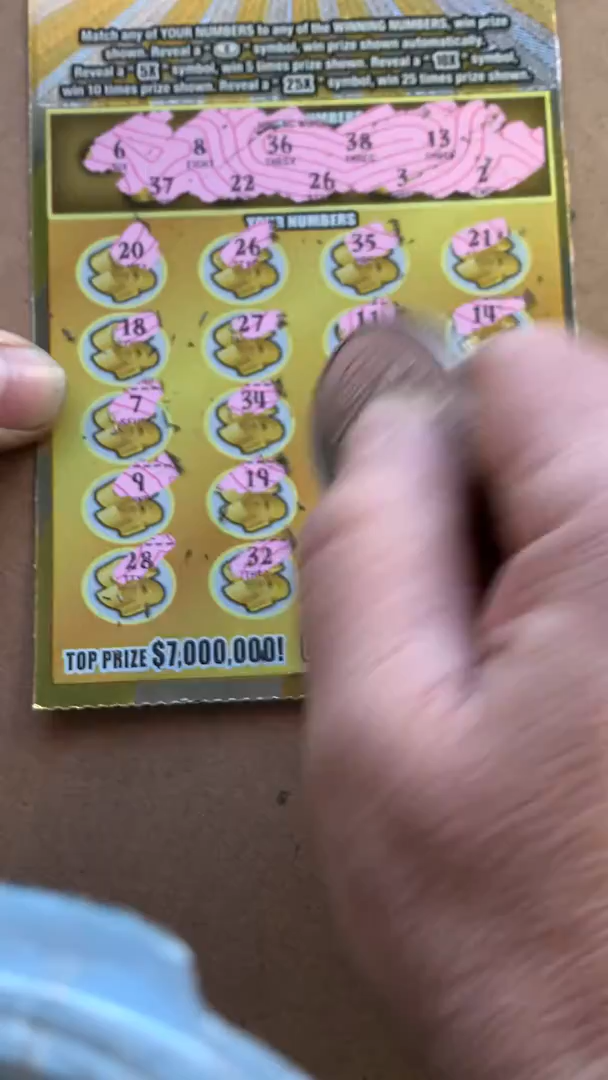 Match any of YOUR NUMBERS to any of the WINNING NUMBERS, win prize
shown. Reveal a symbol, win prize shown automatically.
Reveal a "5X" symbol, win 5 times prize shown. Reveal a "10X" symbol,
win 10 times prize shown. Reveal a "25X" symbol, win 25 times prize shown.
NUMBERS
6 8 36 38 13
EIGHT
37 22 26 3 2
YOUR NUMBERS
20 26 35 21
18 27 11 14
7 34
9 19
28 32
TOP PRIZE $7,000,000!